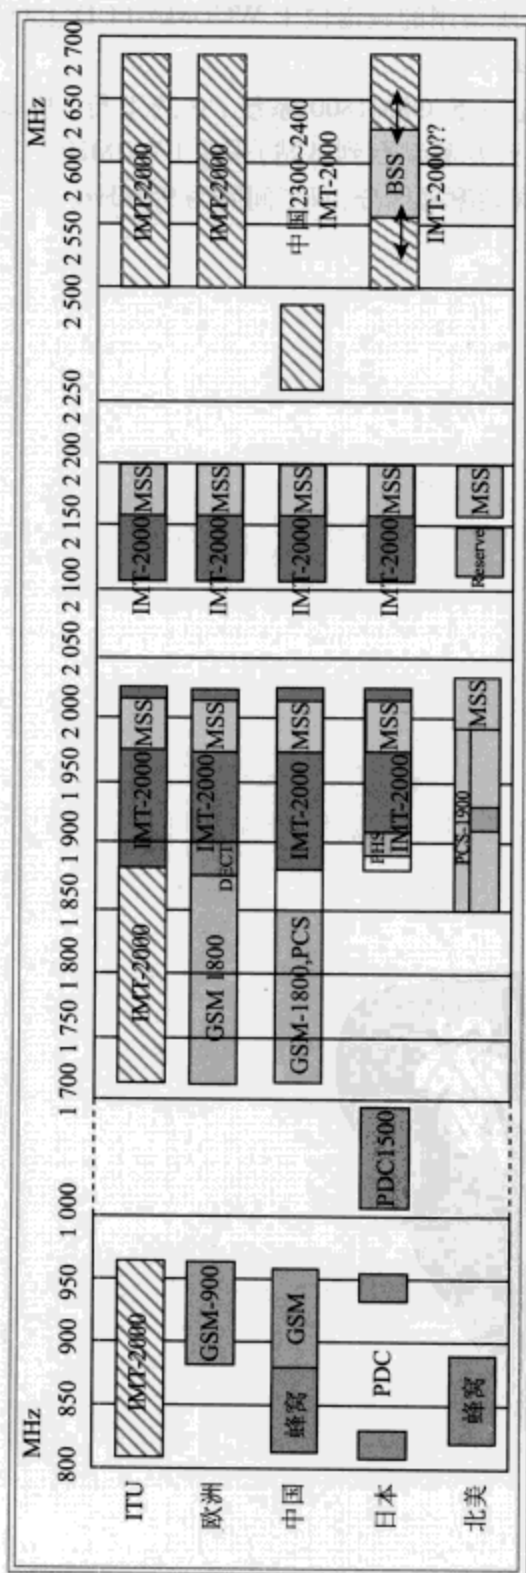 MHz
MHz
800 850 900 950 1 000 1 700 1 750 1 800 1 850 1 900 1 950 2 000 2 050 2 100 2 150 2 200 2 250 2 500 2 550 2 600 2 650 2 700
ITU
IMT-2000
IMT-2000
IMT-2000
MSS
IMT-2000
MSS
IMT-2000
欧洲
GSM-900
GSM 1800
DECT
IMT-2000
MSS
IMT-2000
MSS
IMT-2000
中国
蜂窝
GSM
GSM-1800,PCS
IMT-2000
MSS
IMT-2000
MSS
中国2300~2400
IMT-2000
日本
PDC
PDC1500
PHS
IMT-2000
MSS
IMT-2000
MSS
BSS
IMT-2000??
北美
蜂窝
PCS-1900
MSS
Reserve
MSS